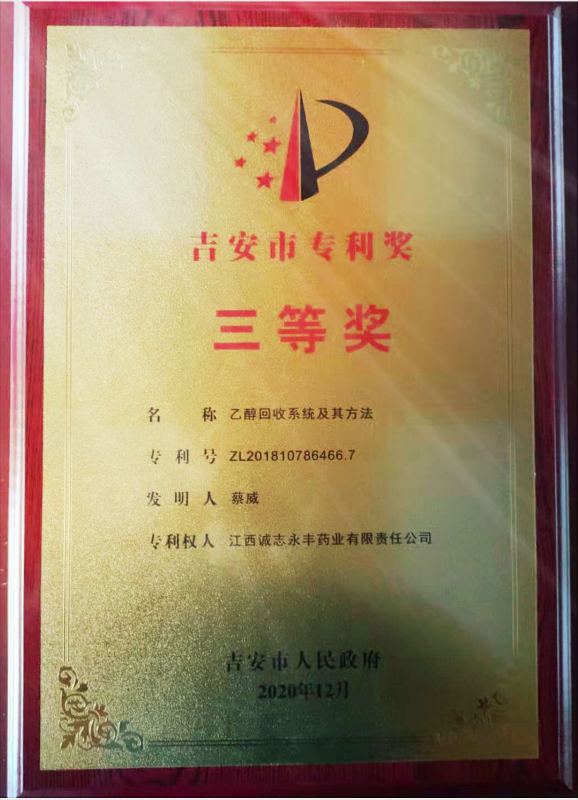 吉安市专利奖
三等奖
名 称 乙醇回收系统及其方法
专 利 号 ZL201810786466.7
发 明 人 蔡威
专利权人 江西诚志永丰药业有限责任公司
吉安市人民政府
2020年12月